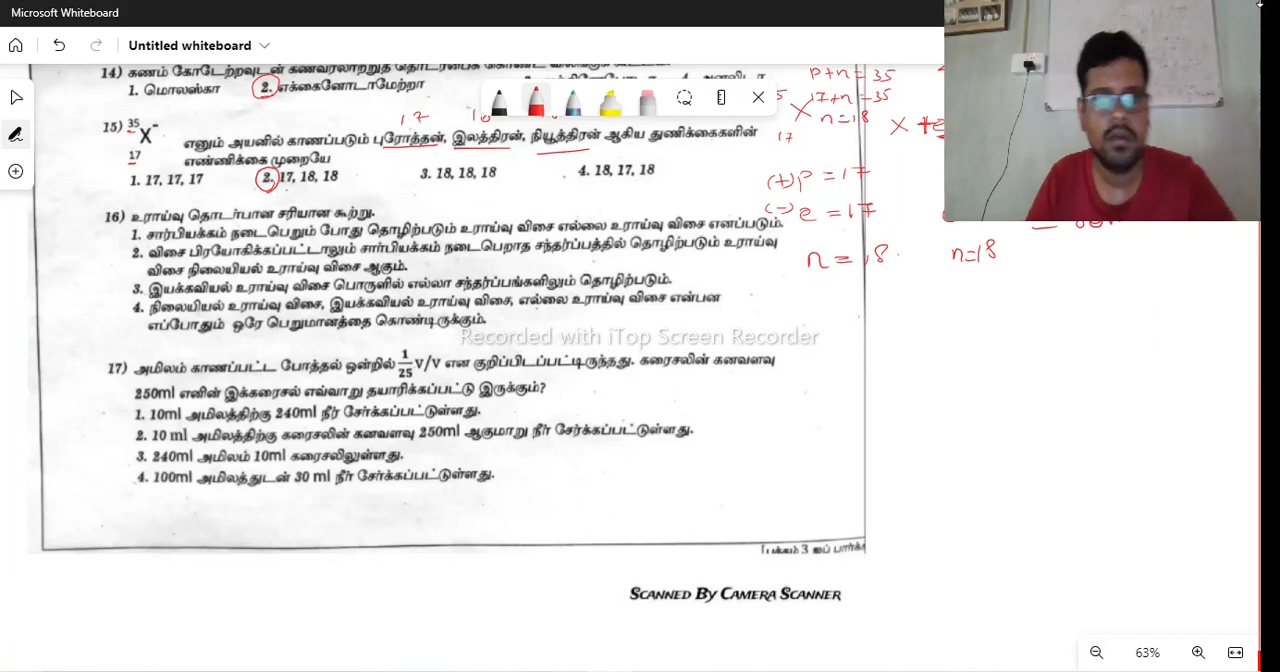 Microsoft Whiteboard
Untitled whiteboard
1. மொலஸ்கா 2. எக்கைனோடாமேற்றா
p+n=35
17+n=35
n=18
17
15) 35 X - 17 எனும் அயனில் காணப்படும் புரோத்தன், இலத்திரன், நியூத்திரன் ஆகிய துணிக்கைகளின்
எண்ணிக்கை முறையே
1. 17, 17, 17 2. 17, 18, 18 3. 18, 18, 18 4. 18, 17, 18
(+)p = 17
(-)e = 17
n = 18
n=18
16) உராய்வு தொடர்பான சரியான கூற்று.
1. சார்பியக்கம் நடைபெறும் போது தொழிற்படும் உராய்வு விசை எல்லை உராய்வு விசை எனப்படும்.
2. விசை பிரயோகிக்கப்பட்டாலும் சார்பியக்கம் நடைபெறாத சந்தர்ப்பத்தில் தொழிற்படும் உராய்வு
விசை நிலையியல் உராய்வு விசை ஆகும்.
3. இயக்கவியல் உராய்வு விசை பொருளில் எல்லா சந்தர்ப்பங்களிலும் தொழிற்படும்.
4. நிலையியல் உராய்வு விசை, இயக்கவியல் உராய்வு விசை, எல்லை உராய்வு விசை என்பன
எப்போதும் ஒரே பெறுமானத்தை கொண்டிருக்கும்.
Recorded with iTop Screen Recorder
17) அமிலம் காணப்பட்ட போத்தல் ஒன்றில் 1/25 v/v என குறிப்பிடப்பட்டிருந்தது. கரைசலின் கனவளவு
250ml எனின் இக்கரைசல் எவ்வாறு தயாரிக்கப்பட்டு இருக்கும்?
1. 10ml அமிலத்திற்கு 240ml நீர் சேர்க்கப்பட்டுள்ளது.
2. 10 ml அமிலத்திற்கு கரைசலின் கனவளவு 250ml ஆகுமாறு நீர் சேர்க்கப்பட்டுள்ளது.
3. 240ml அமிலம் 10ml கரைசலிலுள்ளது.
4. 100ml அமிலத்துடன் 30 ml நீர் சேர்க்கப்பட்டுள்ளது.
SCANNED BY CAMERA SCANNER
63%